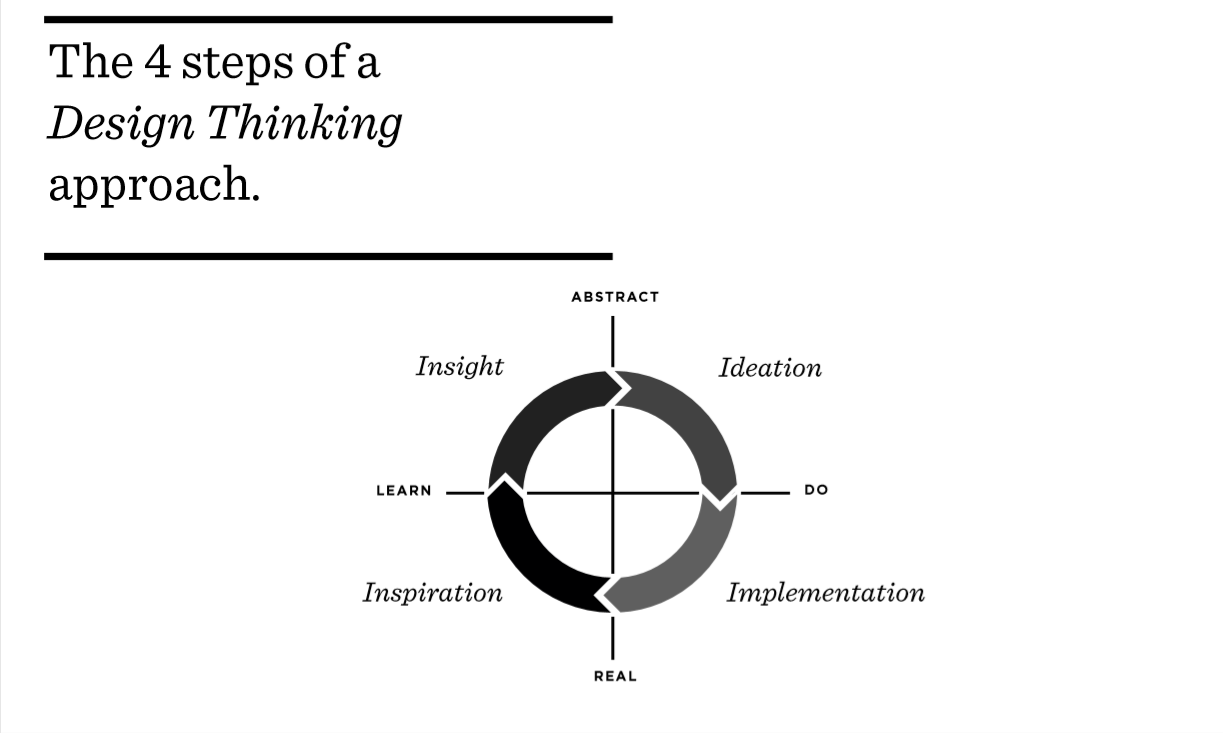 The 4 steps of a
Design Thinking
approach.
ABSTRACT
Insight
Ideation
LEARN
DO
Inspiration
Implementation
REAL